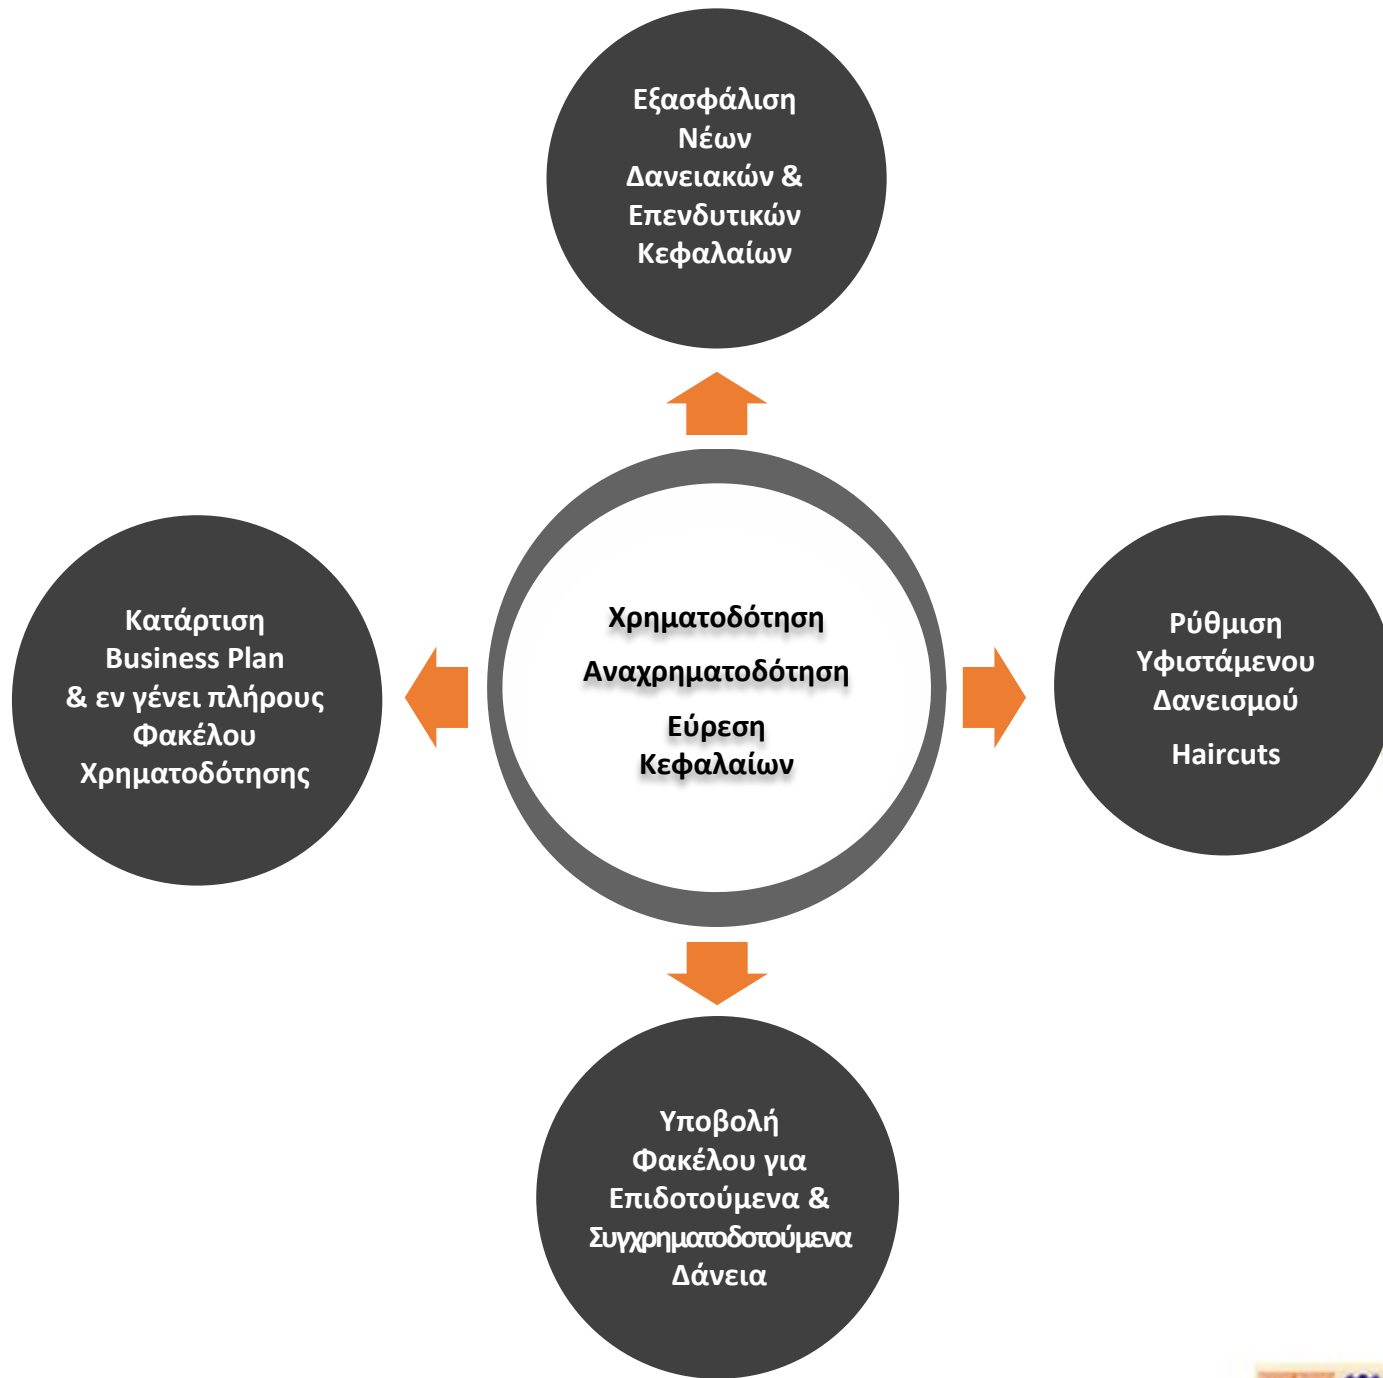 Εξασφάλιση
Νέων
Δανειακών &
Επενδυτικών
Κεφαλαίων
Κατάρτιση
Business Plan
& εν γένει πλήρους
Φακέλου
Χρηματοδότησης
Χρηματοδότηση
Αναχρηματοδότηση
Εύρεση
Κεφαλαίων
Ρύθμιση
Υφιστάμενου
Δανεισμού
Haircuts
Υποβολή
Φακέλου για
Επιδοτούμενα &
Συγχρηματοδοτούμενα
Δάνεια